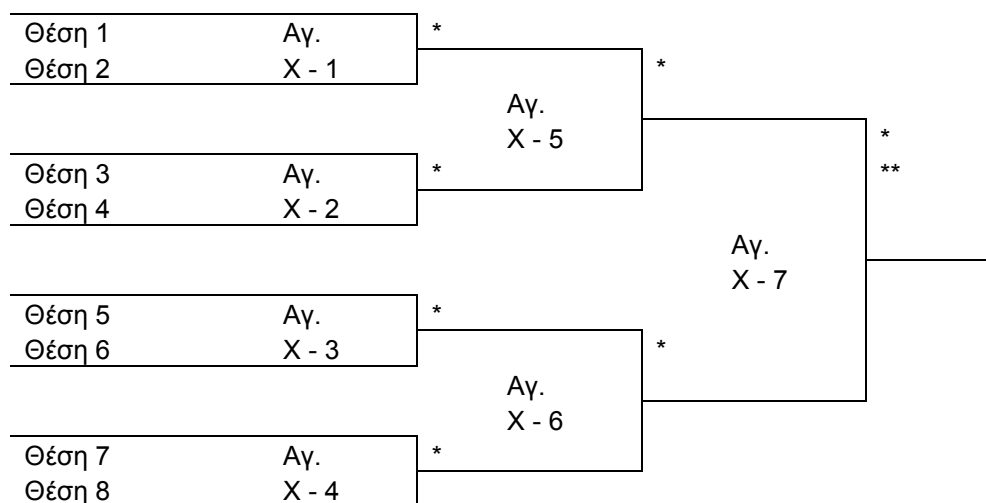 Θέση 1 Αγ. *
Θέση 2 Χ - 1 *
Αγ.
Χ - 5 *
Θέση 3 Αγ. * **
Θέση 4 Χ - 2
Αγ.
Χ - 7
Θέση 5 Αγ. *
Θέση 6 Χ - 3 *
Αγ.
Χ - 6
Θέση 7 Αγ. *
Θέση 8 Χ - 4